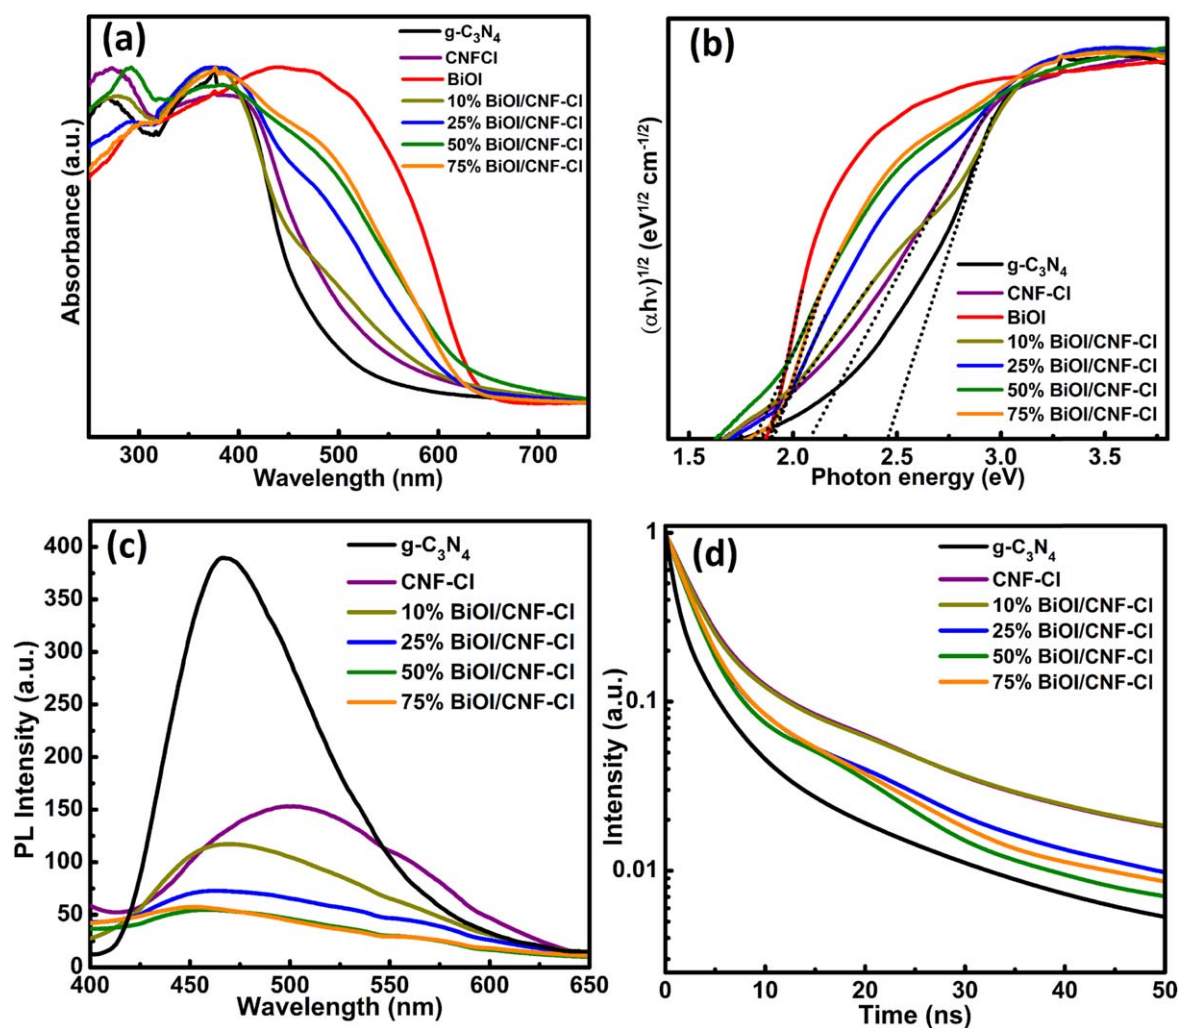 (a)
g-C₃N₄
CNFCl
BiOI
10% BiOI/CNF-Cl
25% BiOI/CNF-Cl
50% BiOI/CNF-Cl
75% BiOI/CNF-Cl
Absorbance (a.u.)
300 400 500 600 700
Wavelength (nm)
(b)
(αhν)^1/2 (eV^1/2 cm^-1/2)
g-C₃N₄
CNF-Cl
BiOI
10% BiOI/CNF-Cl
25% BiOI/CNF-Cl
50% BiOI/CNF-Cl
75% BiOI/CNF-Cl
1.5 2.0 2.5 3.0 3.5
Photon energy (eV)
(c)
g-C₃N₄
CNF-Cl
10% BiOI/CNF-Cl
25% BiOI/CNF-Cl
50% BiOI/CNF-Cl
75% BiOI/CNF-Cl
PL Intensity (a.u.)
400
350
300
250
200
150
100
50
0
400 450 500 550 600 650
Wavelength (nm)
(d)
g-C₃N₄
CNF-Cl
10% BiOI/CNF-Cl
25% BiOI/CNF-Cl
50% BiOI/CNF-Cl
75% BiOI/CNF-Cl
Intensity (a.u.)
1
0.1
0.01
0 10 20 30 40 50
Time (ns)